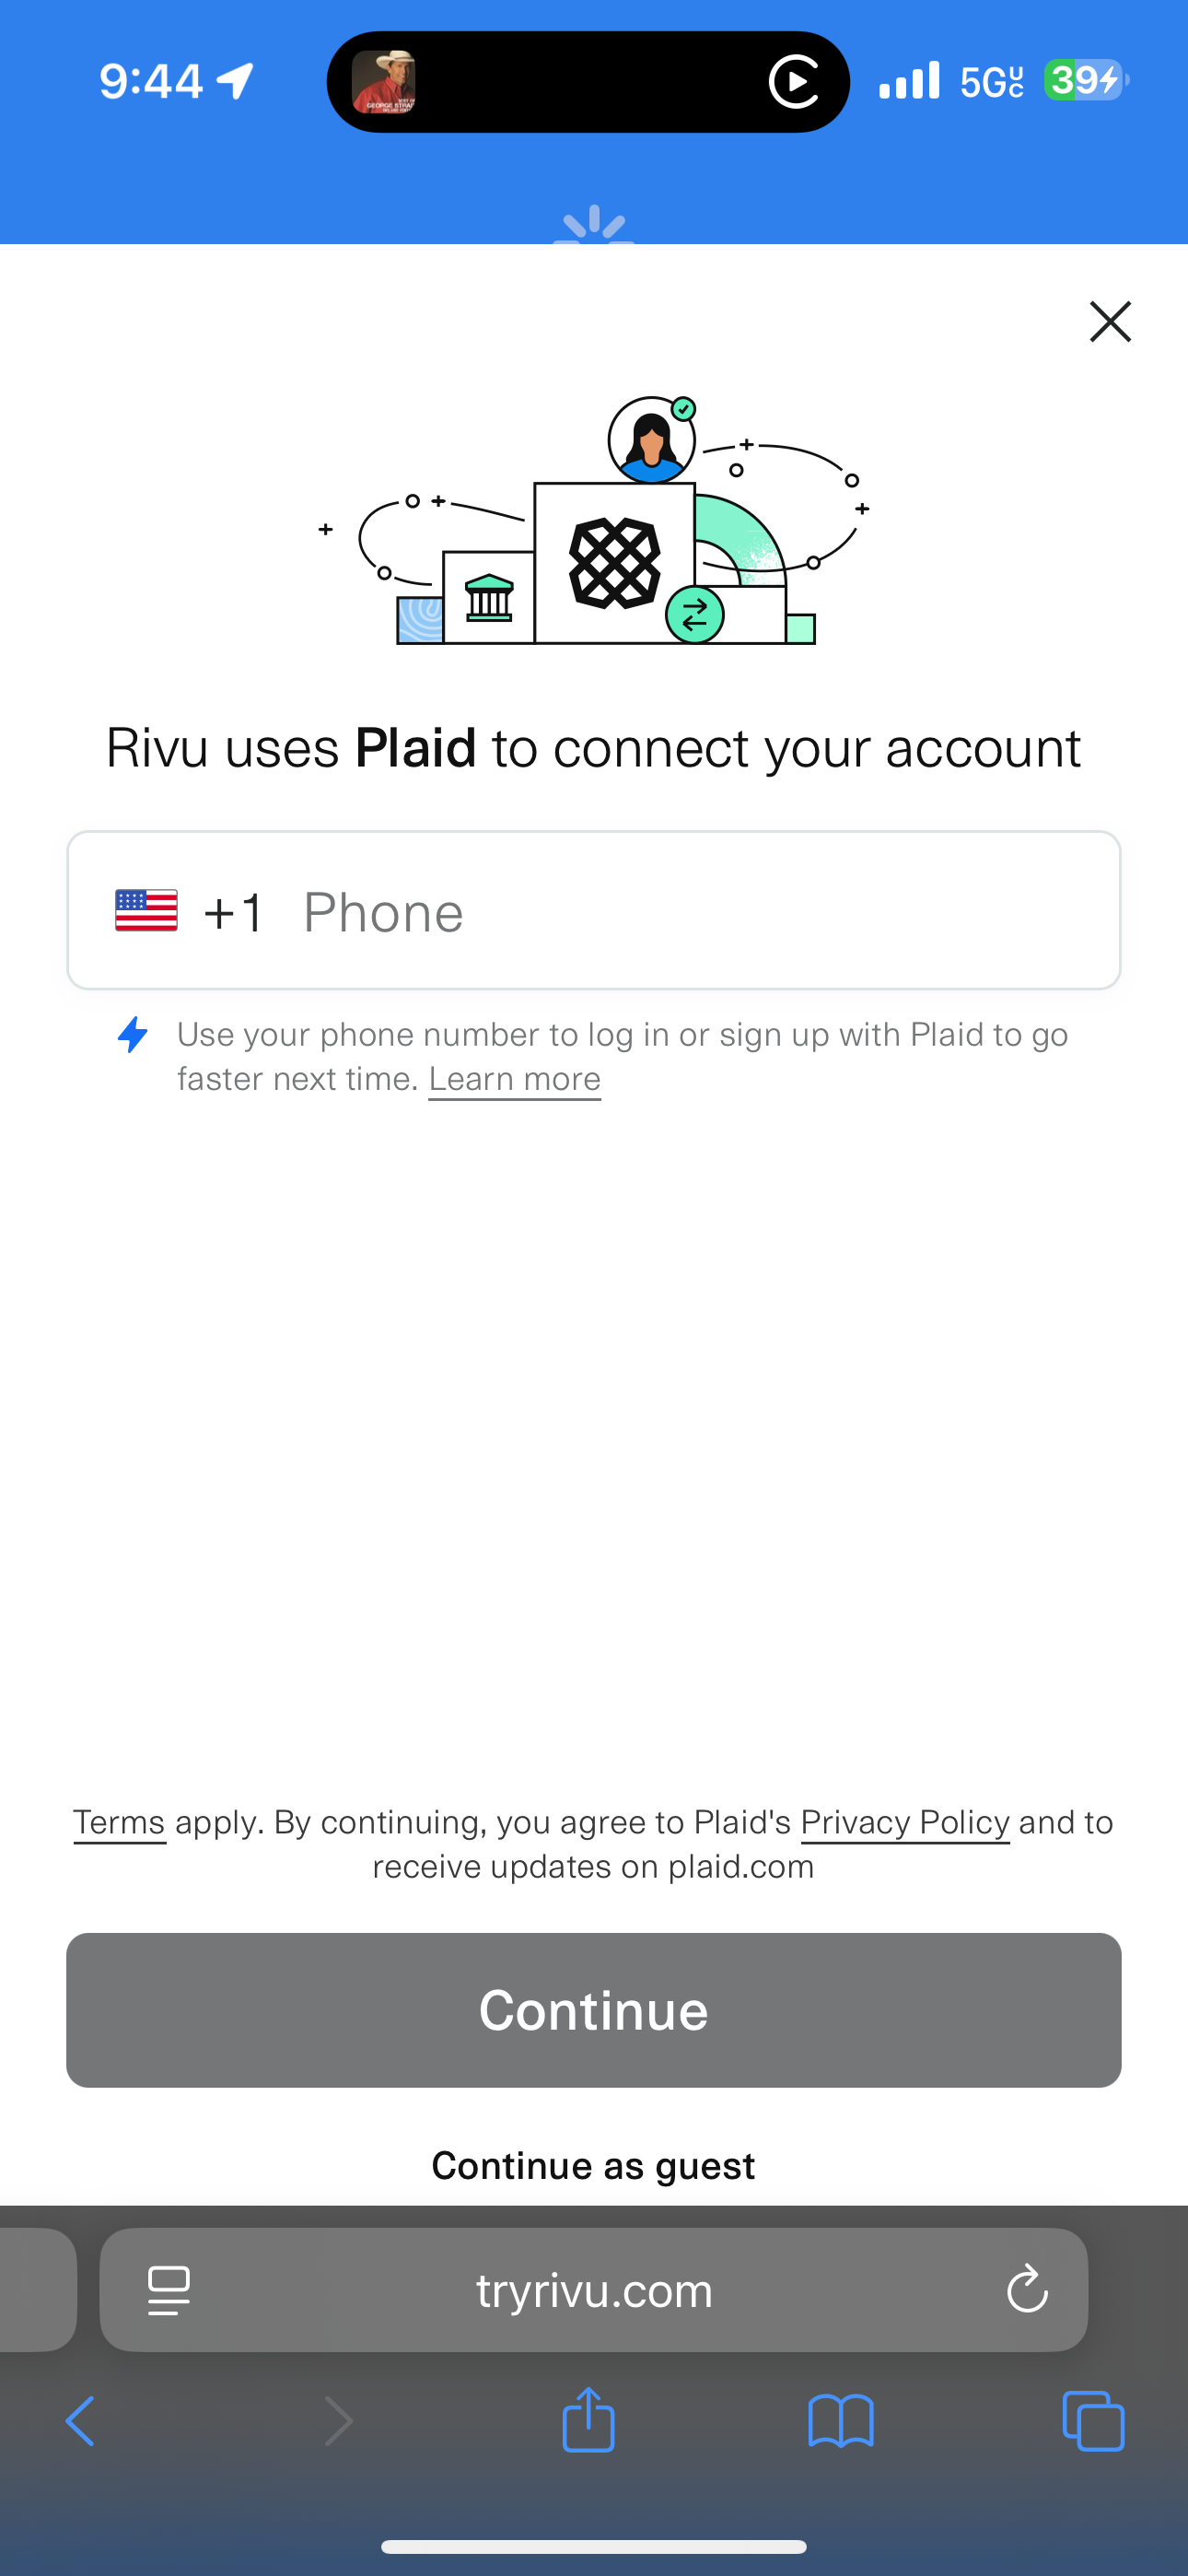 9:44
GEORGE STRAIT
5GUC
39
Rivu uses Plaid to connect your account
+1 Phone
Use your phone number to log in or sign up with Plaid to go
faster next time. Learn more
Terms apply. By continuing, you agree to Plaid's Privacy Policy and to
receive updates on plaid.com
Continue
Continue as guest
tryrivu.com